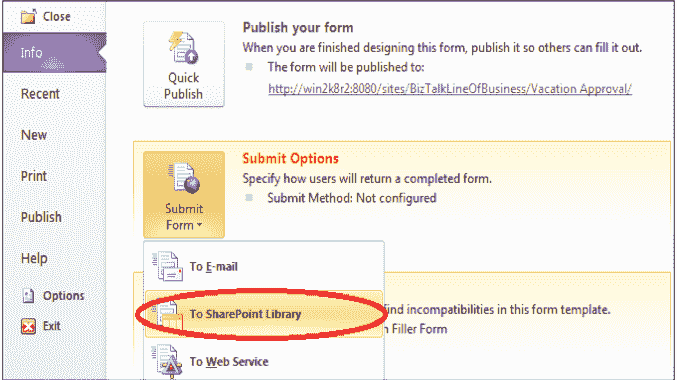 Close
Info
Recent
New
Print
Publish
Help
Options
Exit
Quick
Publish
Publish your form
When you are finished designing this form, publish it so others can fill it out.
The form will be published to:
http://win2k8r2:8080/sites/BizTalkLineOfBusiness/Vacation Approval/
Submit
Form
Submit Options
Specify how users will return a completed form.
Submit Method: Not configured
To E-mail
To SharePoint Library
To Web Service
find incompatibilities in this form template.
Filler Form